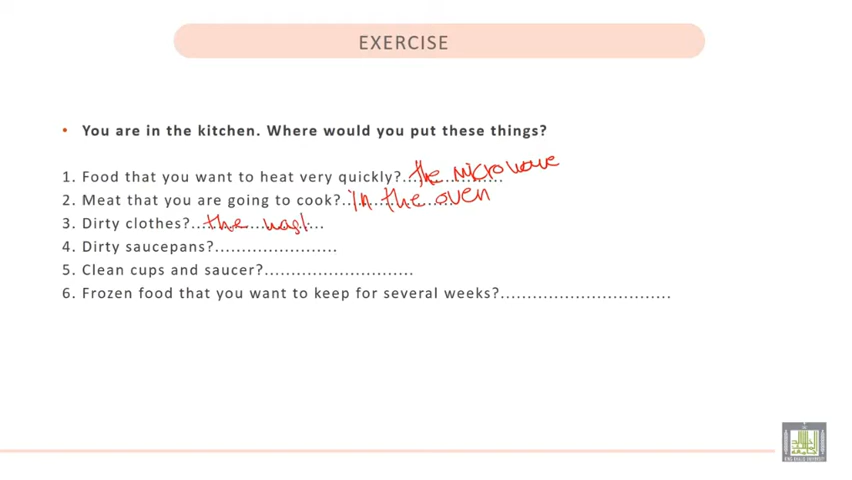 EXERCISE
• You are in the kitchen. Where would you put these things?
1. Food that you want to heat very quickly?...the microwave
2. Meat that you are going to cook?...in the oven
3. Dirty clothes?...the wash...
4. Dirty saucepans?.......................
5. Clean cups and saucer?............................
6. Frozen food that you want to keep for several weeks?................................